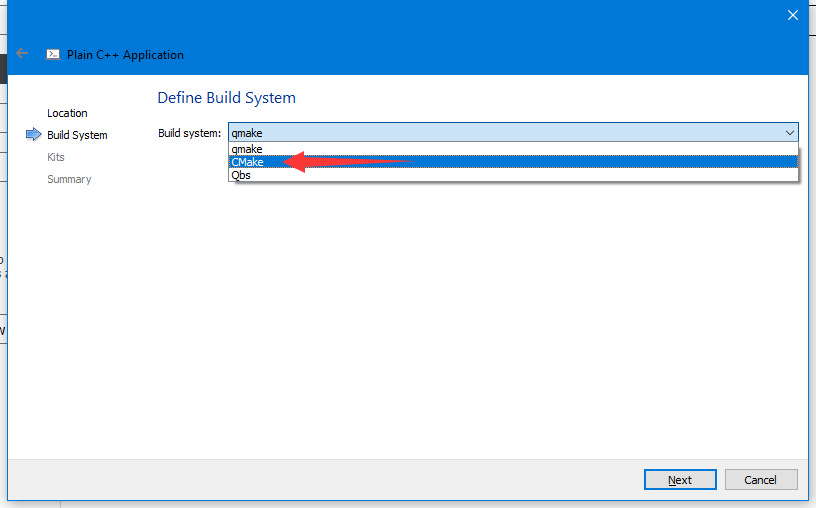 Plain C++ Application
Define Build System
Location
Build system: qmake
Build System
qmake
CMake
Kits
Qbs
Summary
Next
Cancel